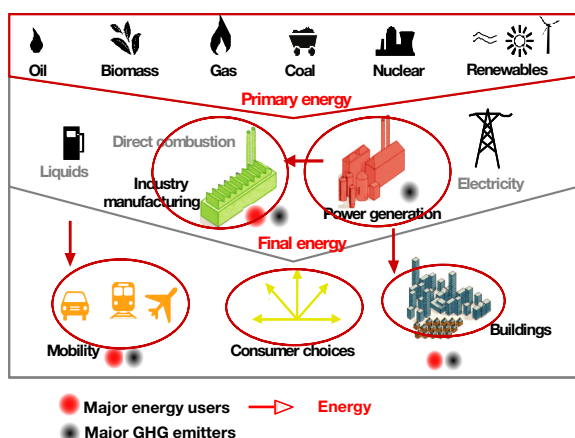 Oil Biomass Gas Coal Nuclear Renewables
Primary energy
Direct combustion
Liquids
Industry
manufacturing
Power generation
Electricity
Final energy
Mobility
Consumer choices
Buildings
Major energy users
Energy
Major GHG emitters